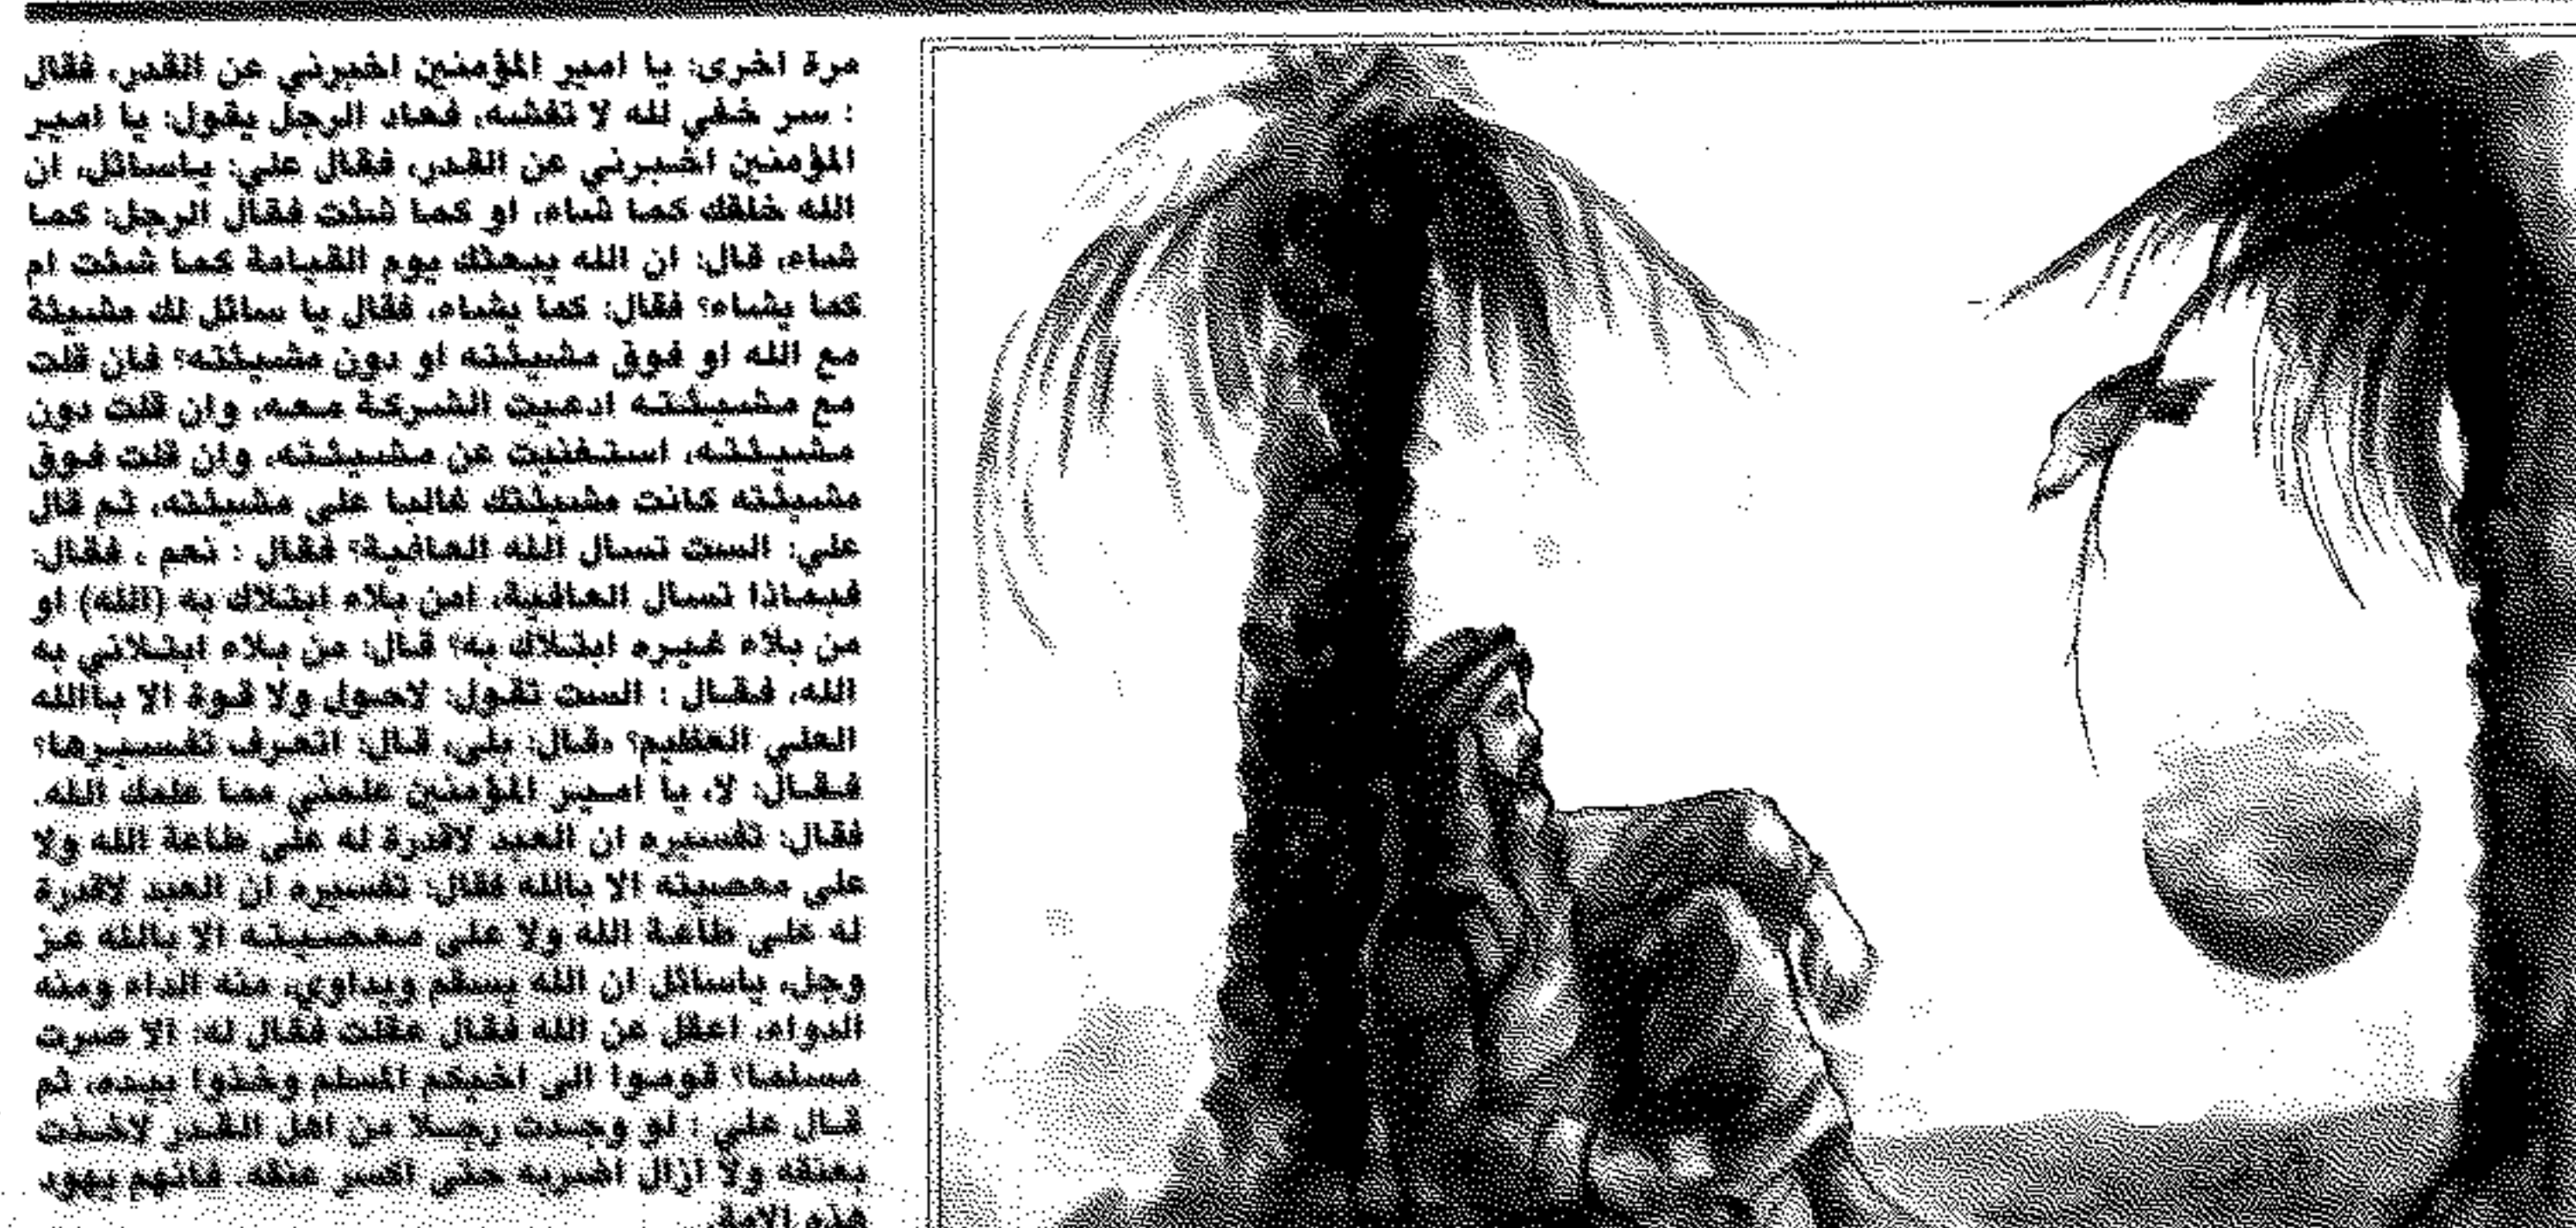 مرة اخرى: يا امير المؤمنين اخبرني عن القدر، فقال
: سر خفي لله لا تفشه، فعاد الرجل يقول: يا امير
المؤمنين اخبرني عن القدر، فقال علي: ياسائل، ان
الله خلقك كما شاء، او كما شئت فقال الرجل: كما
شاء، قال: ان الله يبعثك يوم القيامة كما شئت ام
كما يشاء؟ فقال: كما يشاء، فقال يا سائل لك مشيئة
مع الله او فوق مشيئته او دون مشيئته؟ فان قلت
مع مشيئته ادعيت الشركة معه، وان قلت دون
مشيئته، استغنيت عن مشيئته، وان قلت فوق
مشيئته كانت مشيئتك غالبا على مشيئته، ثم قال
علي: الست تسأل الله العافية؟ فقال : نعم ، فقال:
فبماذا تسأل العافية، امن بلاء ابتلاك به (الله) او
من بلاء غيره ابتلاك به؟ قال: من بلاء ابتلاني به
الله، فقال : الست تقول: لاحول ولا قوة الا باالله
العلي العظيم؟ ،قال: بلى، قال: اتعرف تفسيرها؟
فقال: لا، يا امير المؤمنين علمني مما علمك الله.
فقال: تفسيره ان العبد لاقدرة له على طاعة الله ولا
على معصيته الا بالله فقال: تفسيره ان العبد لاقدرة
له على طاعة الله ولا على معصيته الا بالله عز
وجل، ياسائل ان الله يسقم ويداوي، منه الداء ومنه
الدواء، اعقل عن الله فقال عقلت فقال له: الا صرت
مسلما؟ قوموا الى اخيكم المسلم وخذوا بيده، ثم
قال علي : لو وجدت رجلا من اهل القدر لاخذت
بعنقه ولا ازال اضربه حتى اكسر عنقه. فانهم يهود
هذه الامة.